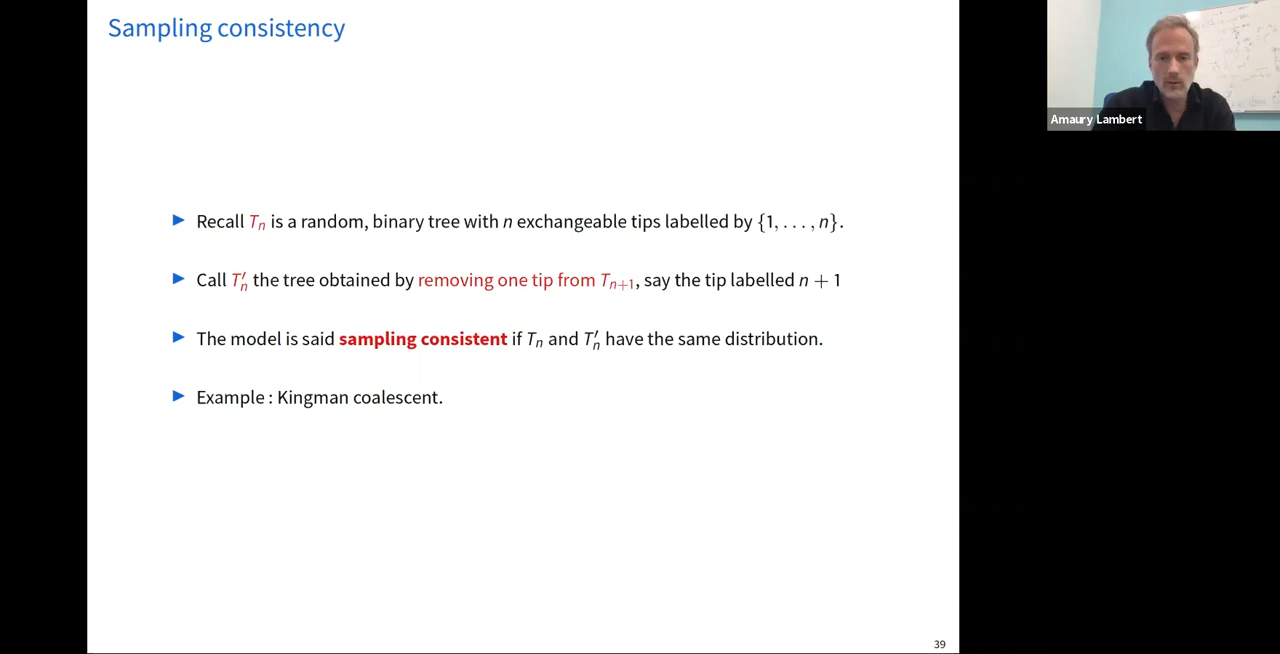 Sampling consistency
Amaury Lambert
▶ Recall Tₙ is a random, binary tree with n exchangeable tips labelled by {1, . . . , n}.
▶ Call T′ₙ the tree obtained by removing one tip from Tₙ₊₁, say the tip labelled n + 1
▶ The model is said sampling consistent if Tₙ and T′ₙ have the same distribution.
▶ Example : Kingman coalescent.
39